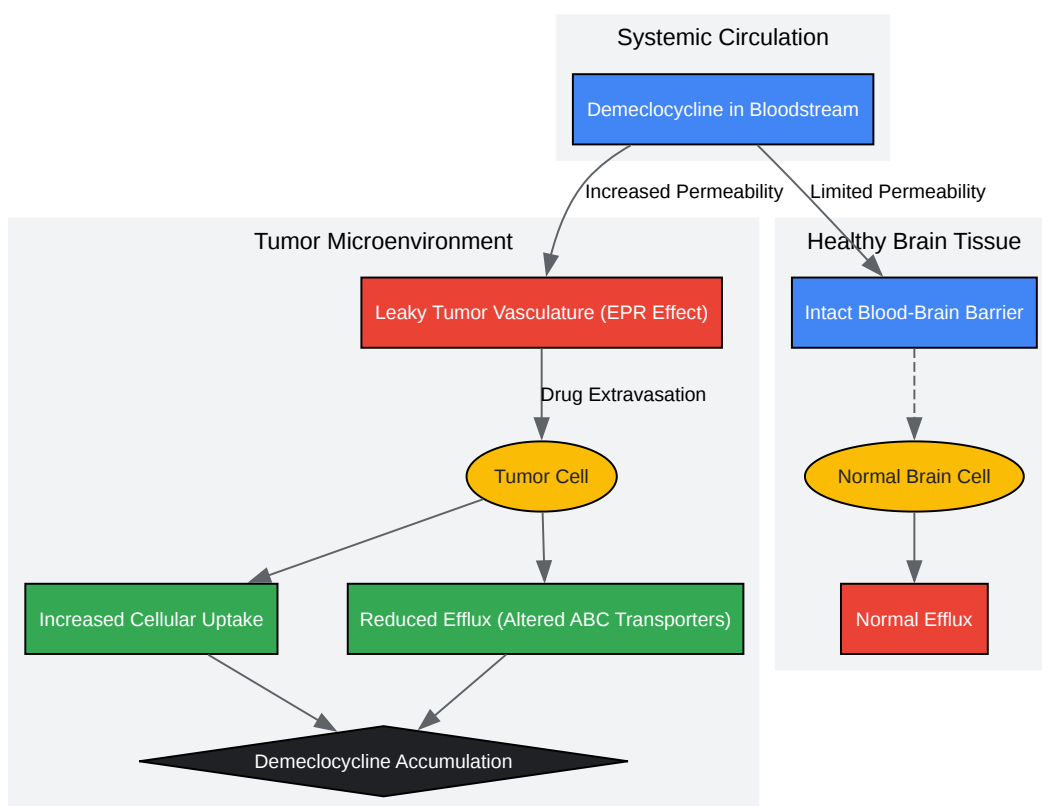 Systemic Circulation
Demeclocycline in Bloodstream
Increased Permeability
Limited Permeability
Tumor Microenvironment
Healthy Brain Tissue
Leaky Tumor Vasculature (EPR Effect)
Intact Blood-Brain Barrier
Drug Extravasation
Tumor Cell
Normal Brain Cell
Increased Cellular Uptake
Reduced Efflux (Altered ABC Transporters)
Normal Efflux
Demeclocycline Accumulation